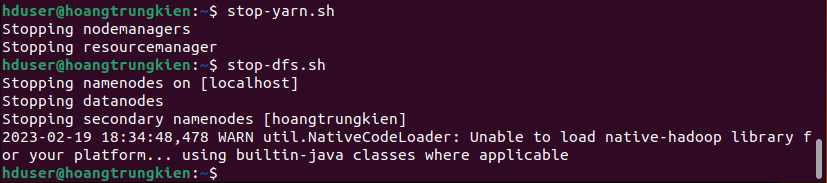 hduser@hoangtrungkien:~$ stop-yarn.sh
Stopping nodemanagers
Stopping resourcemanager
hduser@hoangtrungkien:~$ stop-dfs.sh
Stopping namenodes on [localhost]
Stopping datanodes
Stopping secondary namenodes [hoangtrungkien]
2023-02-19 18:34:48,478 WARN util.NativeCodeLoader: Unable to load native-hadoop library f
or your platform... using builtin-java classes where applicable
hduser@hoangtrungkien:~$